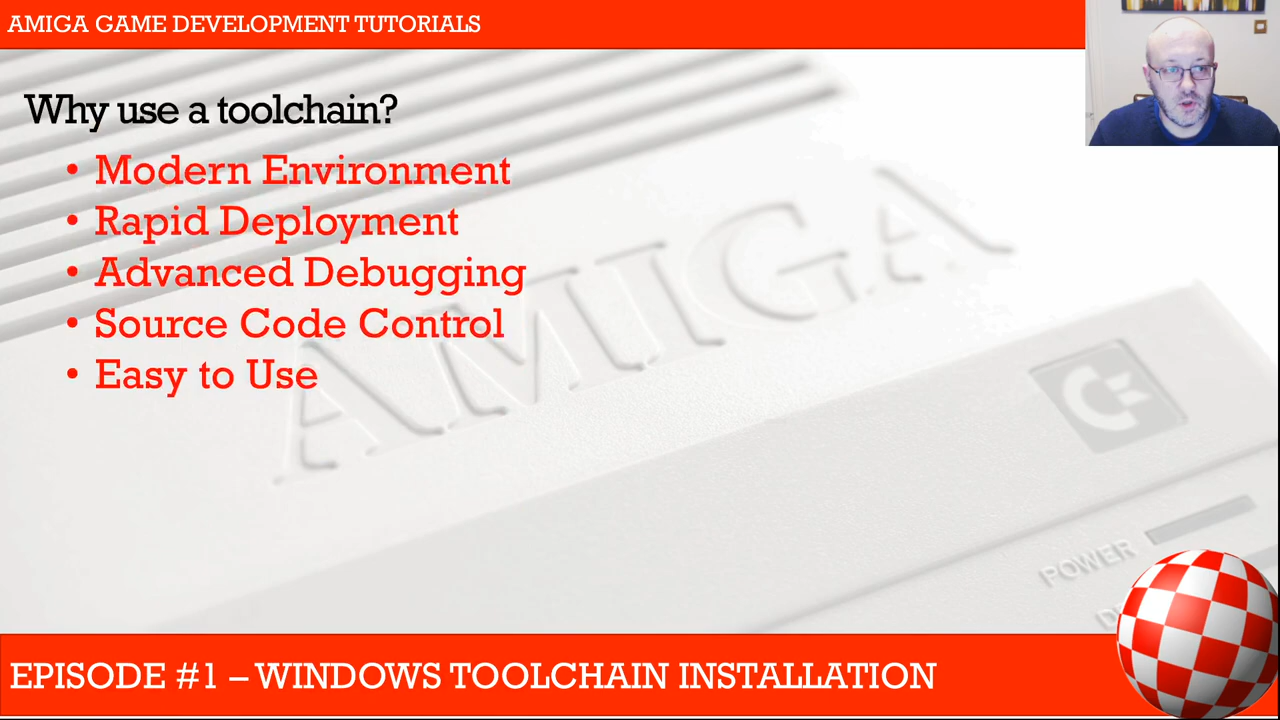 AMIGA GAME DEVELOPMENT TUTORIALS
Why use a toolchain?
• Modern Environment
• Rapid Deployment
• Advanced Debugging
• Source Code Control
• Easy to Use
AMIGA
POWER
EPISODE #1 – WINDOWS TOOLCHAIN INSTALLATION